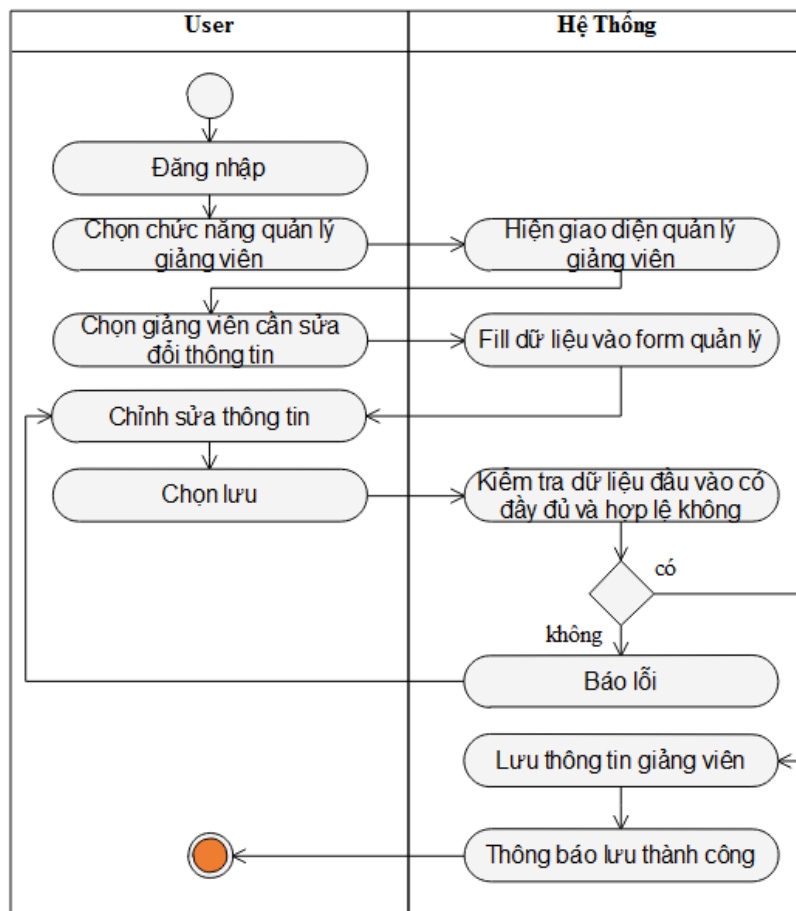 User
Hệ Thống
Đăng nhập
Chọn chức năng quản lý
giảng viên
Hiện giao diện quản lý
giảng viên
Chọn giảng viên cần sửa
đổi thông tin
Fill dữ liệu vào form quản lý
Chỉnh sửa thông tin
Chọn lưu
Kiểm tra dữ liệu đầu vào có
đầy đủ và hợp lệ không
có
không
Báo lỗi
Lưu thông tin giảng viên
Thông báo lưu thành công